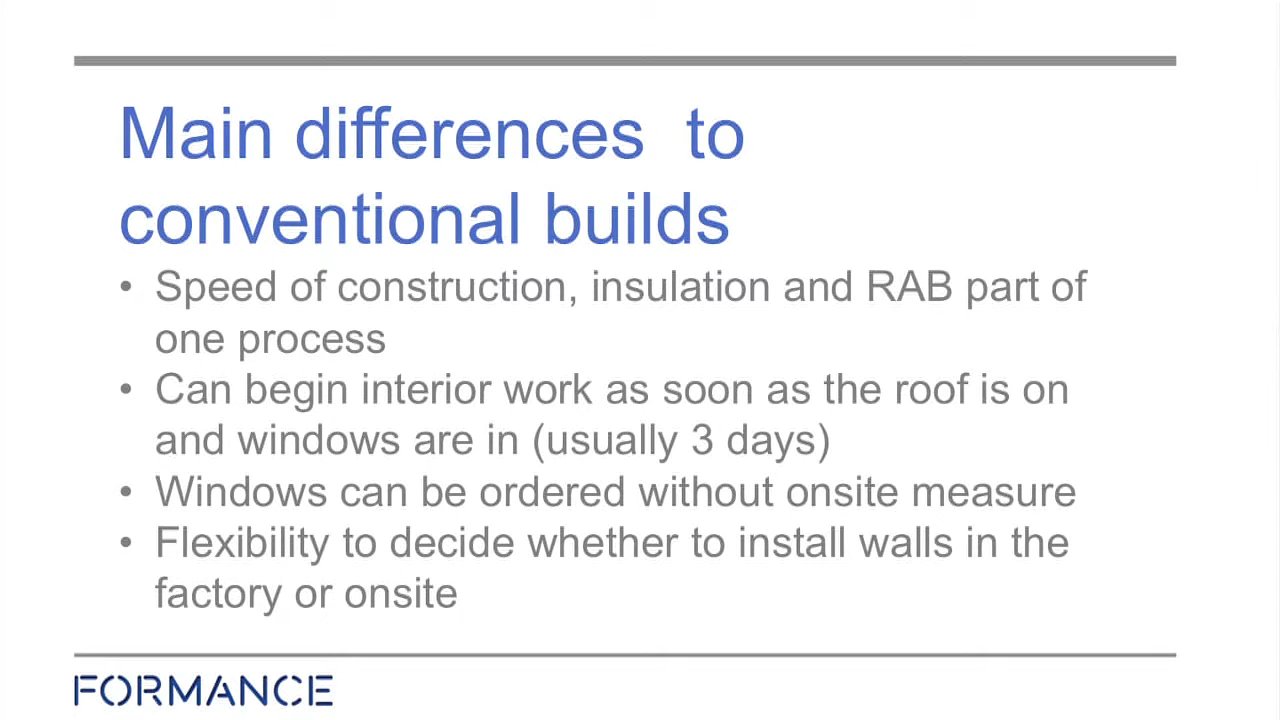 Main differences  to
conventional builds
• Speed of construction, insulation and RAB part of
one process
• Can begin interior work as soon as the roof is on
and windows are in (usually 3 days)
• Windows can be ordered without onsite measure
• Flexibility to decide whether to install walls in the
factory or onsite
FORMANCE